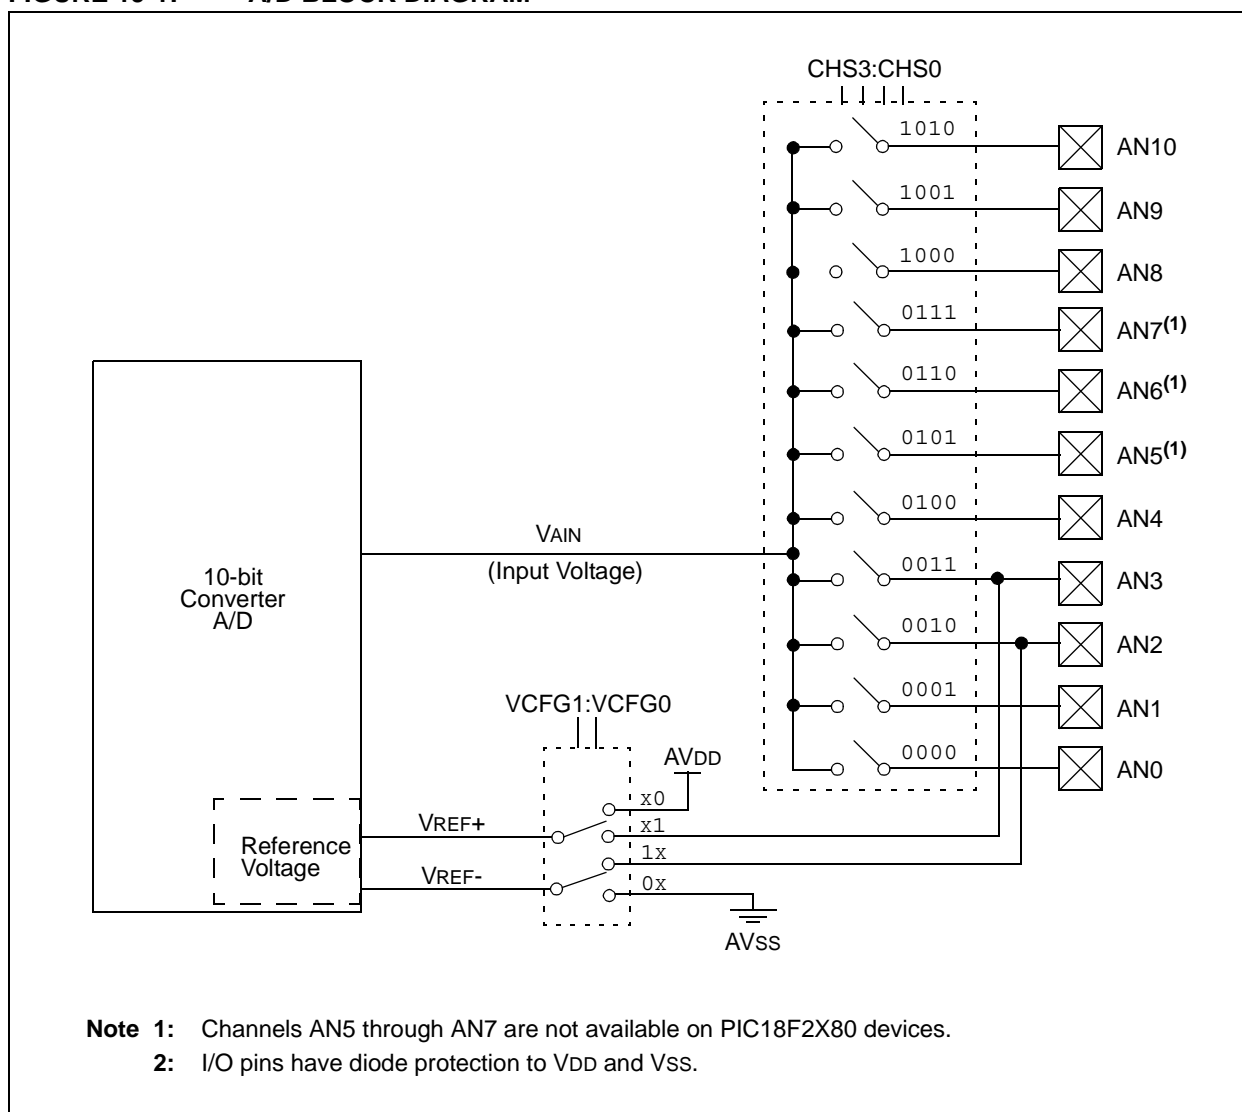 CHS3:CHS0
1010
AN10
1001
AN9
1000
AN8
0111
AN7(1)
0110
AN6(1)
0101
AN5(1)
0100
AN4
VAIN
(Input Voltage)
0011
AN3
10-bit
Converter
A/D
0010
AN2
0001
AN1
VCFG1:VCFG0
0000
AN0
AVDD
x0
VREF+
x1
Reference
Voltage
1x
VREF-
0x
AVSS
Note 1: Channels AN5 through AN7 are not available on PIC18F2X80 devices.
2: I/O pins have diode protection to VDD and VSS.